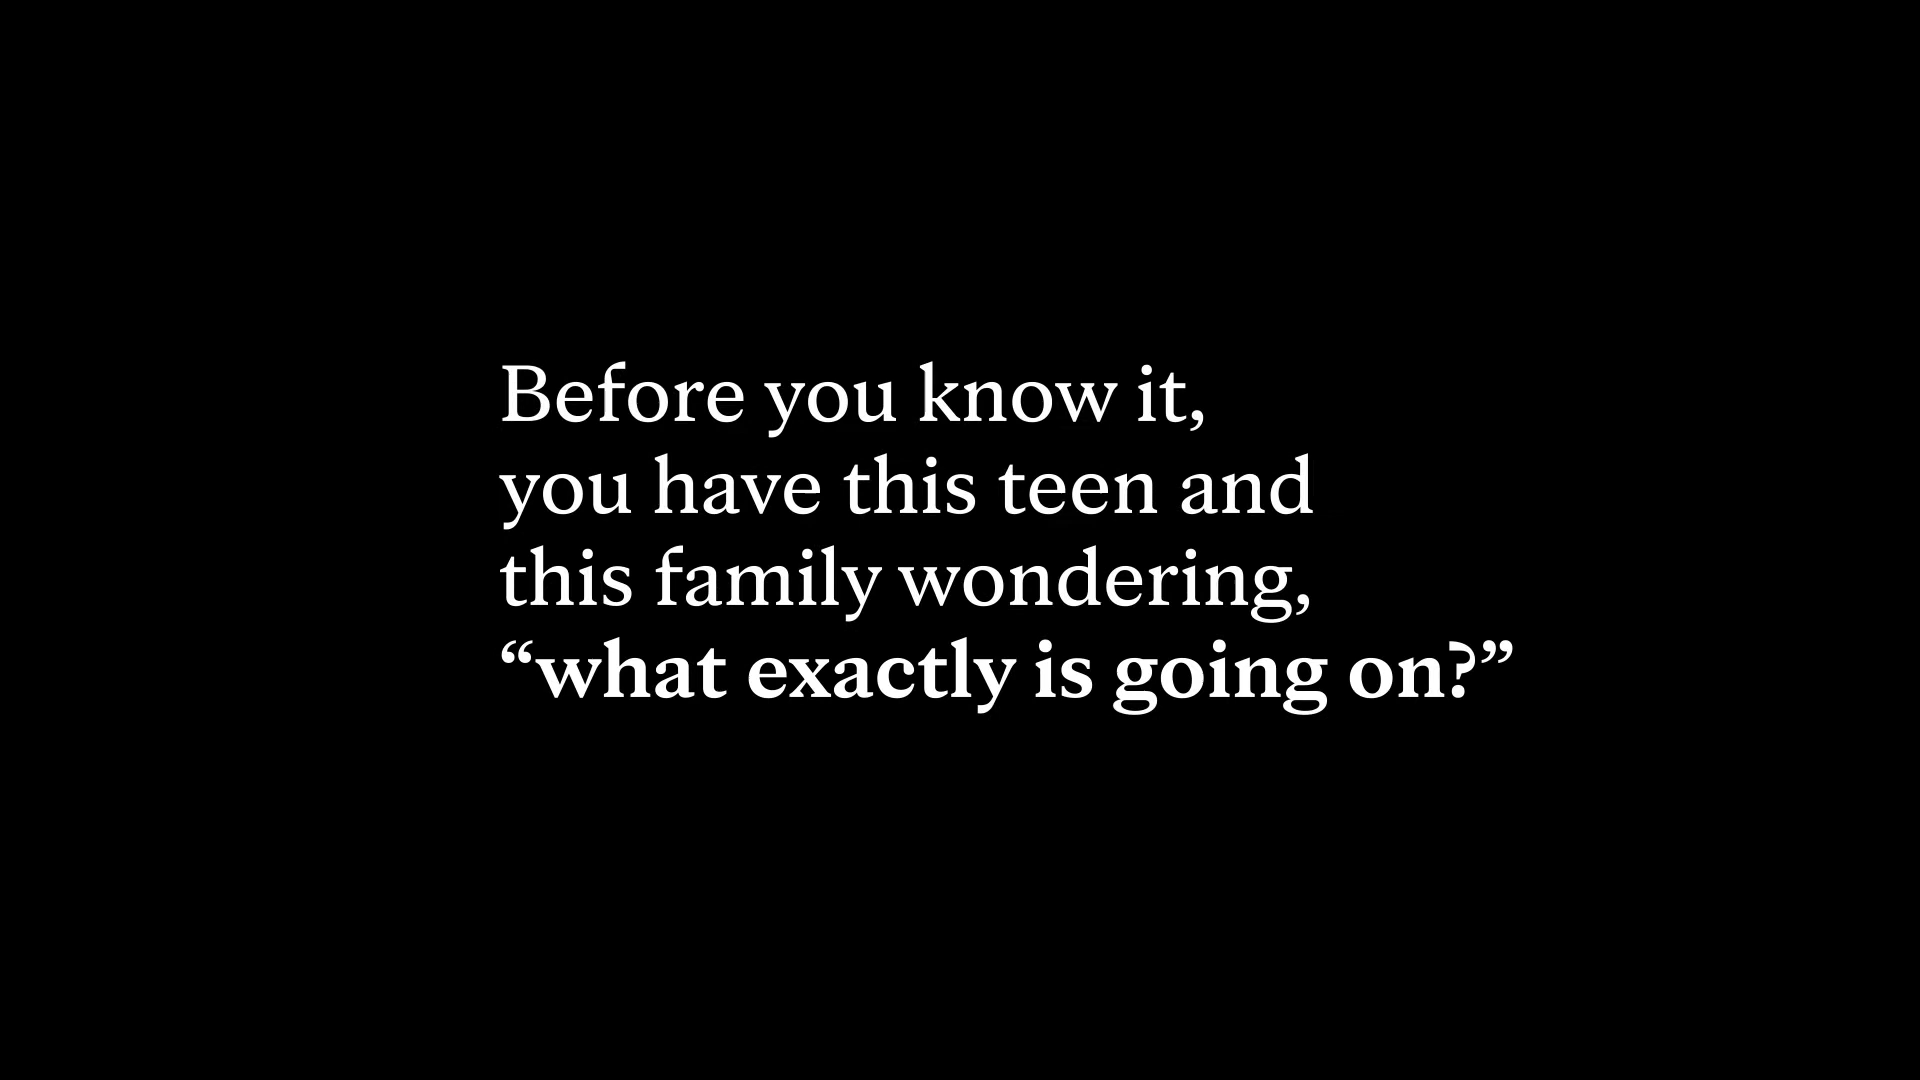 Before you know it,
you have this teen and
this family wondering,
“what exactly is going on?”